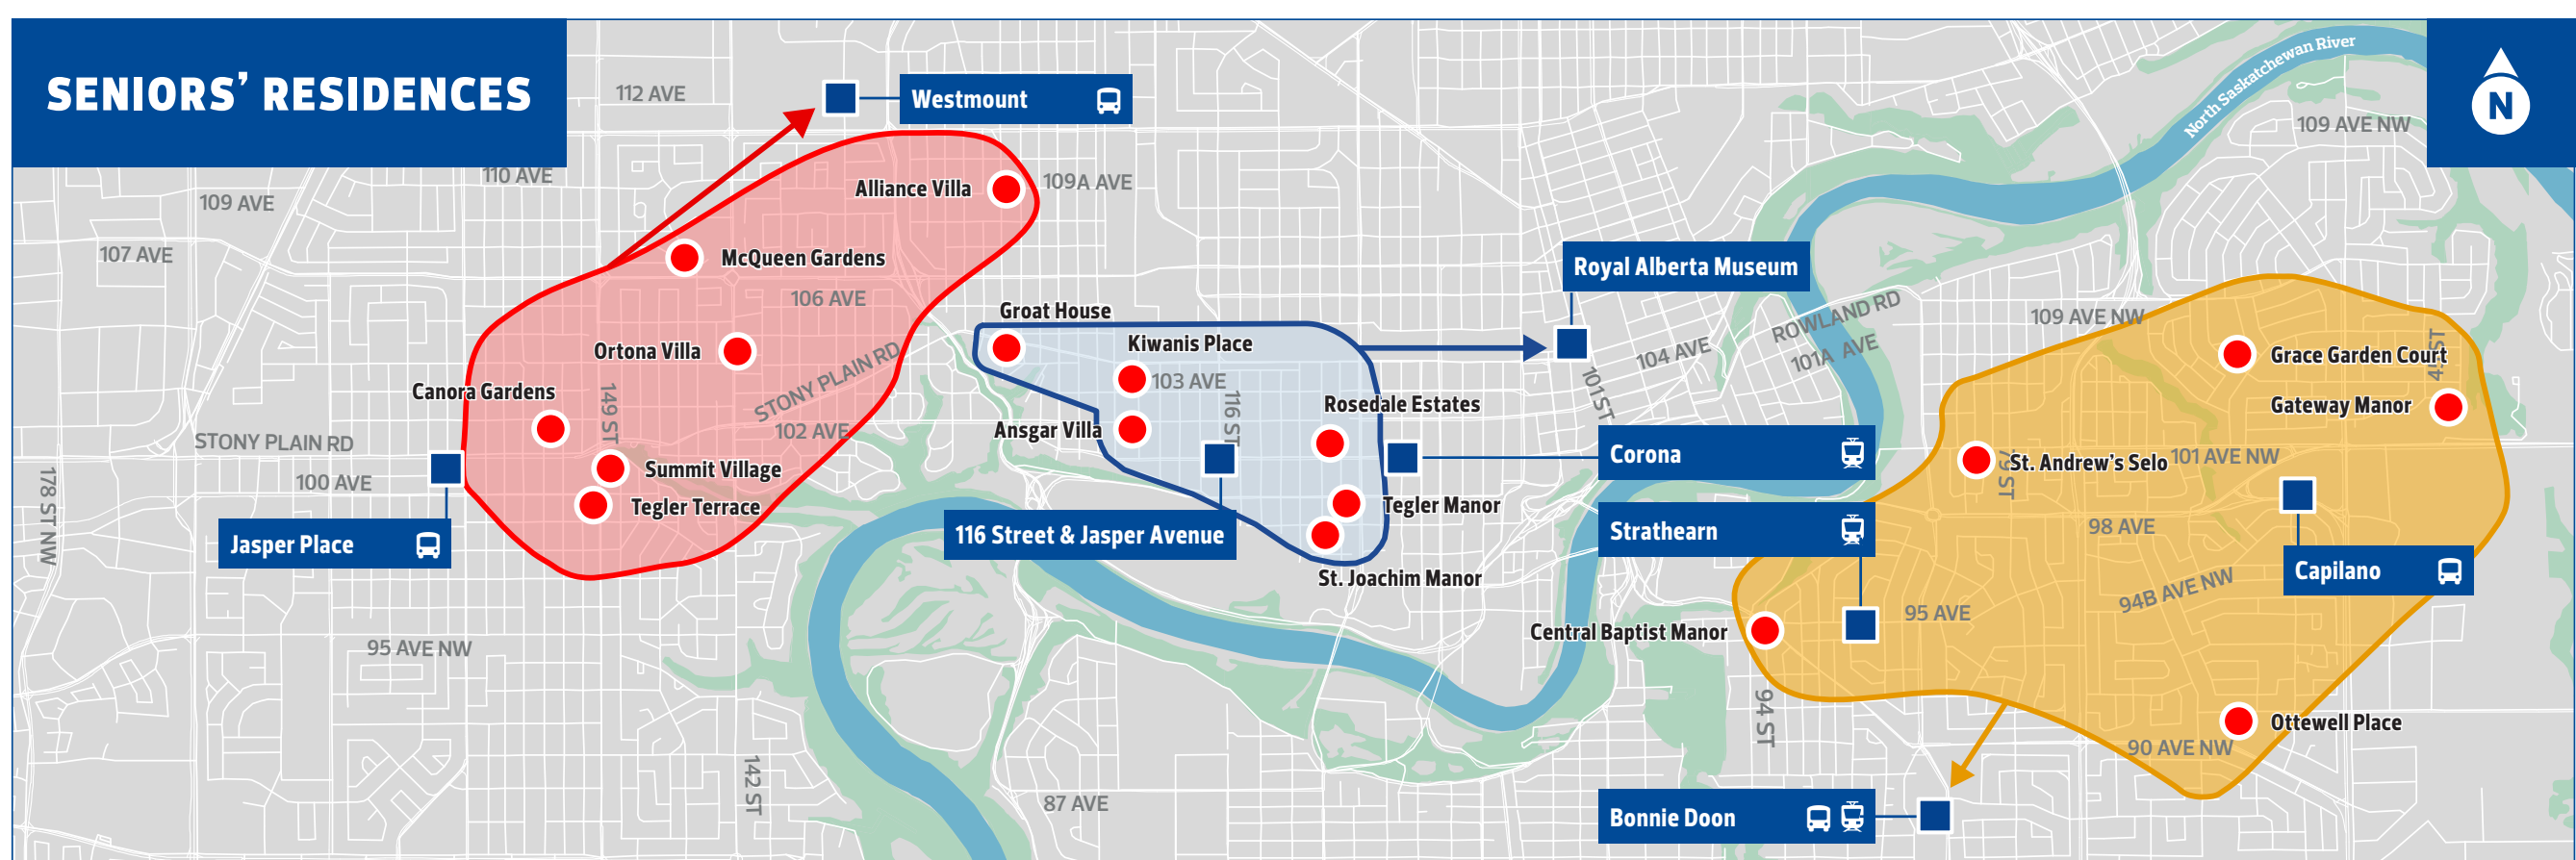 SENIORS' RESIDENCES
N
North Saskatchewan River
112 AVE
Westmount
109 AVE NW
110 AVE
Alliance Villa
109A AVE
109 AVE
107 AVE
McQueen Gardens
Royal Alberta Museum
106 AVE
Groat House
ROWLAND RD
109 AVE NW
Kiwanis Place
Ortona Villa
STONY PLAIN RD
104 AVE
101A AVE
Grace Garden Court
103 AVE
Canora Gardens
149 ST
116 ST
101 ST
Rosedale Estates
Gateway Manor
102 AVE
Ansgar Villa
STONY PLAIN RD
Corona
St. Andrew's Selo
101 AVE NW
79 ST
Summit Village
100 AVE
178 ST NW
Tegler Terrace
Tegler Manor
98 AVE
Strathearn
116 Street & Jasper Avenue
Jasper Place
Capilano
St. Joachim Manor
94B AVE NW
95 AVE
Central Baptist Manor
95 AVE NW
94 ST
Ottewell Place
90 AVE NW
142 ST
87 AVE
Bonnie Doon